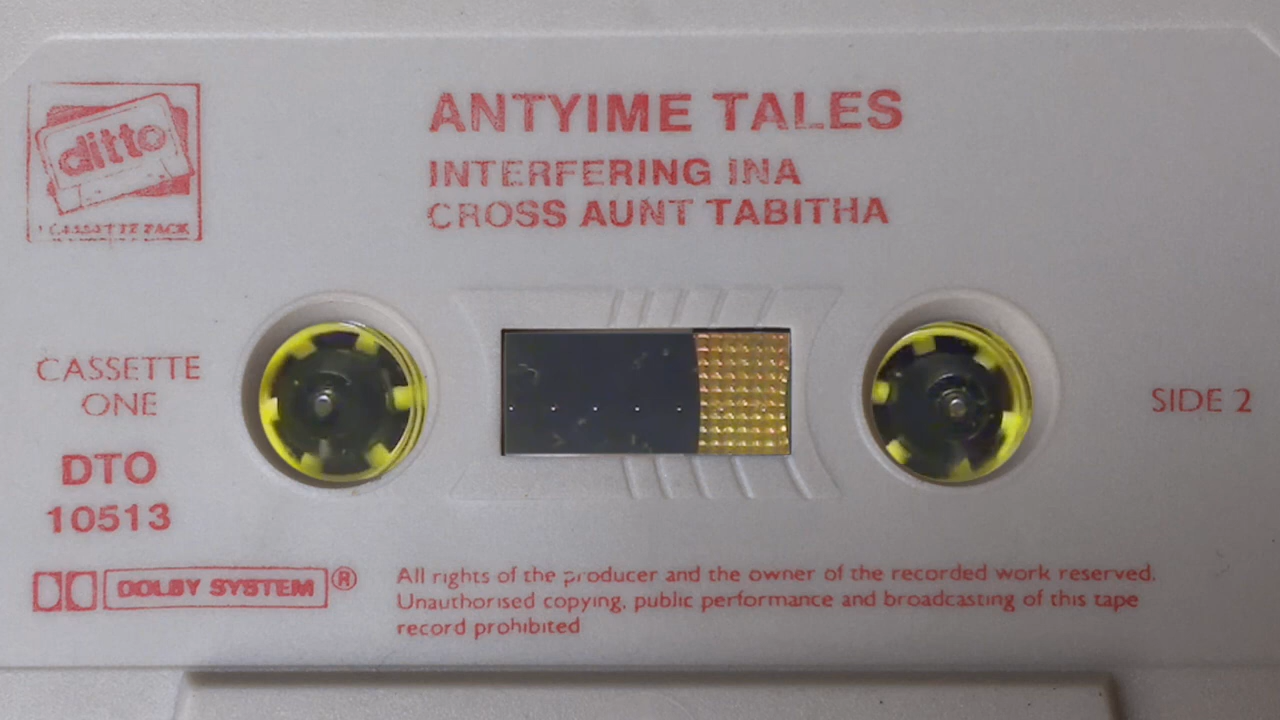 ditto
CASSETTE PACK
ANTYIME TALES
INTERFERING INA
CROSS AUNT TABITHA
CASSETTE
ONE
SIDE 2
DTO
10513
DOLBY SYSTEM ®
All rights of the producer and the owner of the recorded work reserved.
Unauthorised copying, public performance and broadcasting of this tape
record prohibited